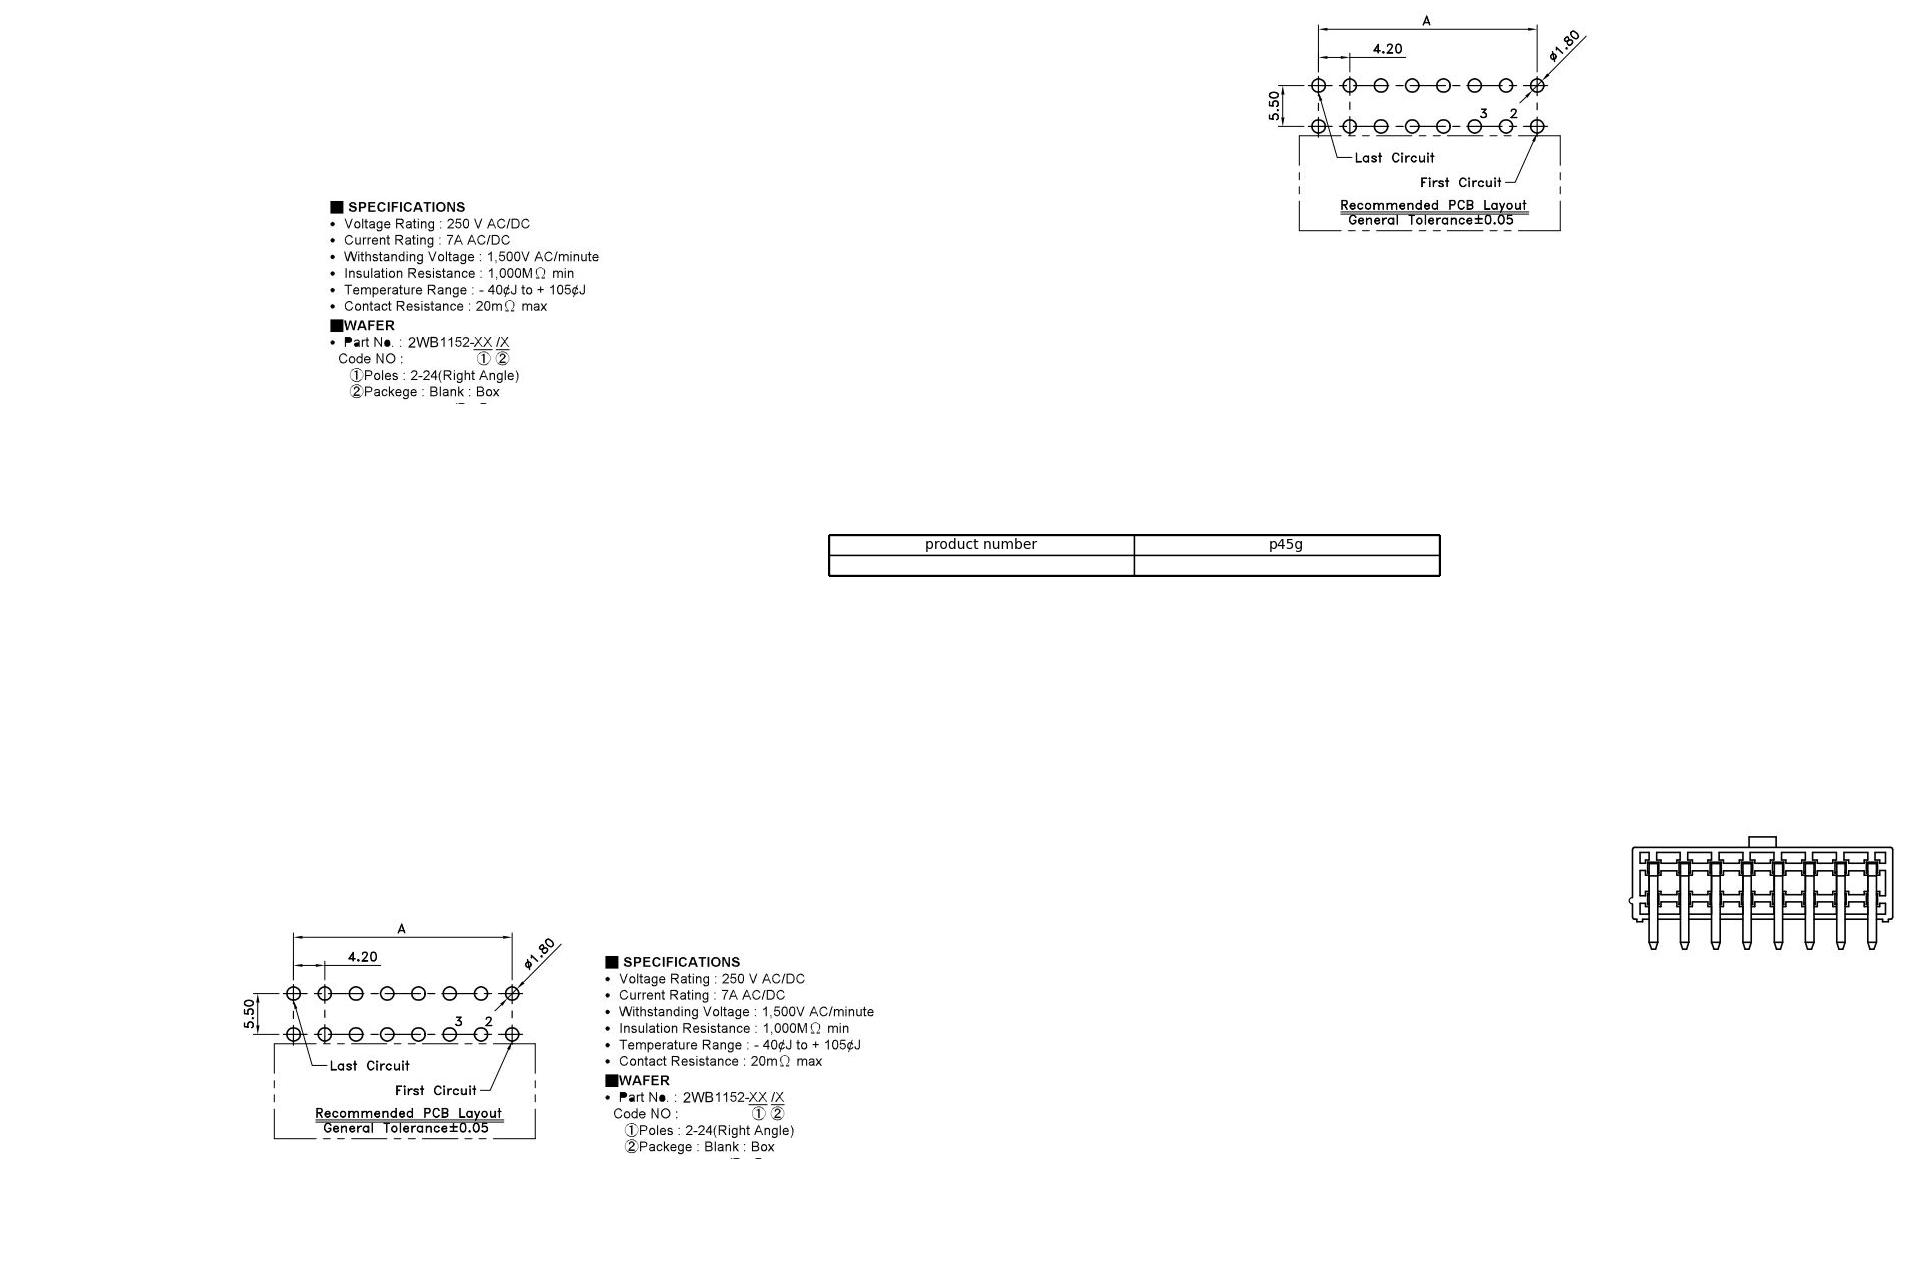 A
4.20
ø1.80
5.50
3 2
Last Circuit
First Circuit
Recommended PCB Layout
General Tolerance±0.05
■ SPECIFICATIONS
• Voltage Rating : 250 V AC/DC
• Current Rating : 7A AC/DC
• Withstanding Voltage : 1,500V AC/minute
• Insulation Resistance : 1,000MΩ min
• Temperature Range : - 40¢J to + 105¢J
• Contact Resistance : 20mΩ max
■WAFER
• Part No. : 2WB1152-XX /X
Code NO : ① ②
①Poles : 2-24(Right Angle)
②Packege : Blank : Box
product number p45g
A
4.20
ø1.80
5.50
3 2
Last Circuit
First Circuit
Recommended PCB Layout
General Tolerance±0.05
■ SPECIFICATIONS
• Voltage Rating : 250 V AC/DC
• Current Rating : 7A AC/DC
• Withstanding Voltage : 1,500V AC/minute
• Insulation Resistance : 1,000MΩ min
• Temperature Range : - 40¢J to + 105¢J
• Contact Resistance : 20mΩ max
■WAFER
• Part No. : 2WB1152-XX /X
Code NO : ① ②
①Poles : 2-24(Right Angle)
②Packege : Blank : Box